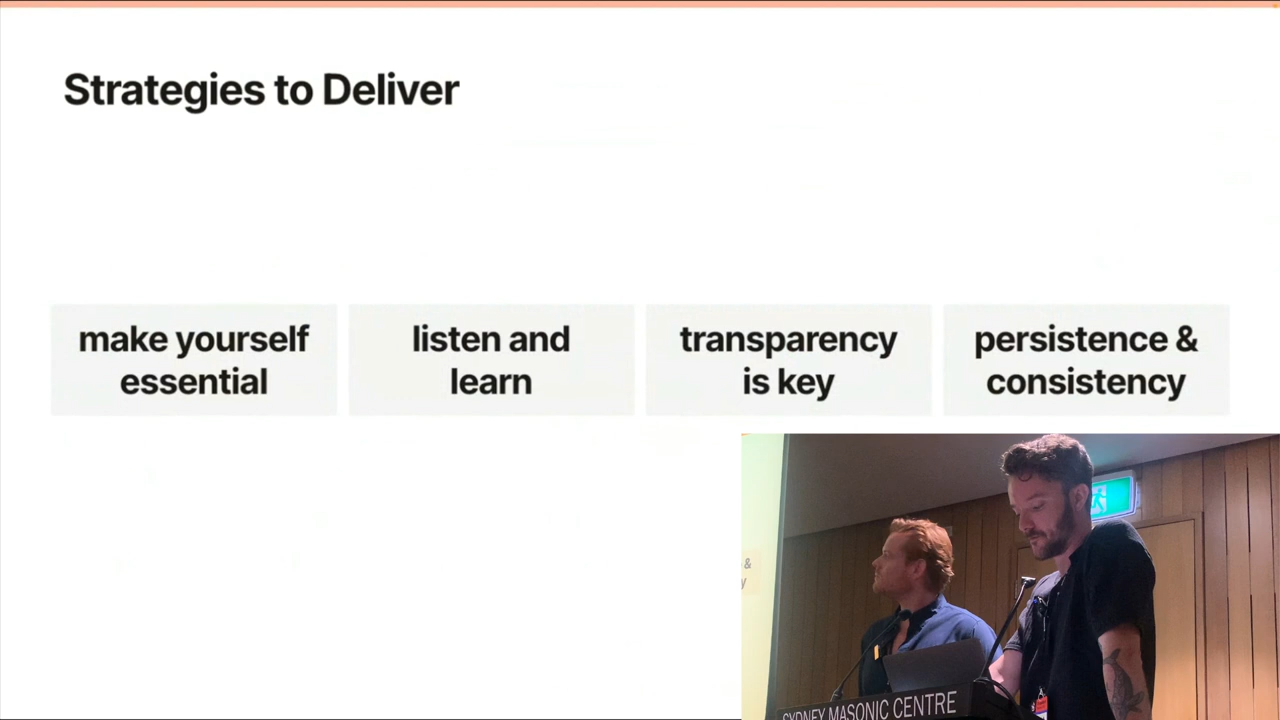 Strategies to Deliver
make yourself
essential
listen and
learn
transparency
is key
persistence &
consistency
&
y
SYDNEY MASONIC CENTRE